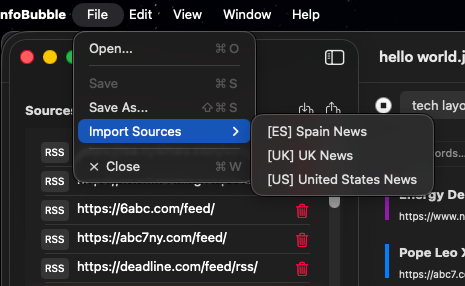 nfoBubble File Edit View Window Help
Open... ⌘ O
Save ⌘ S
Save As... ⇧ ⌘ S
Import Sources
× Close ⌘ W
[ES] Spain News
[UK] UK News
[US] United States News
hello world.j
Sources
tech layo
words...
RSS
RSS
RSS https://6abc.com/feed/
RSS https://abc7ny.com/feed/
RSS https://deadline.com/feed/rss/
Energy De
https://www.n
Pope Leo X
https://abc7.c